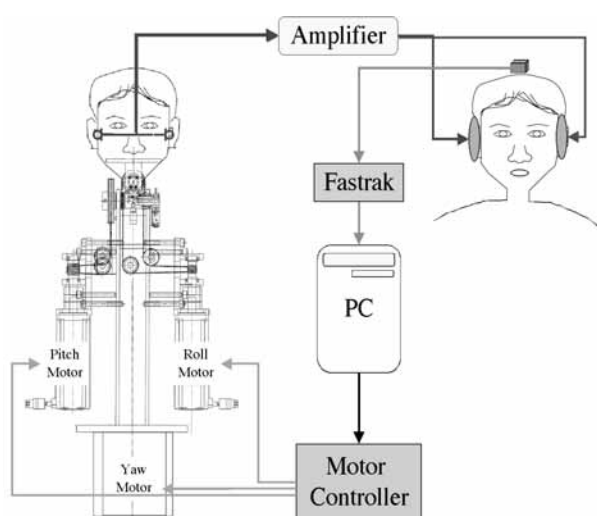 Amplifier
Fastrak
PC
Pitch
Motor
Roll
Motor
Yaw
Motor
Motor
Controller